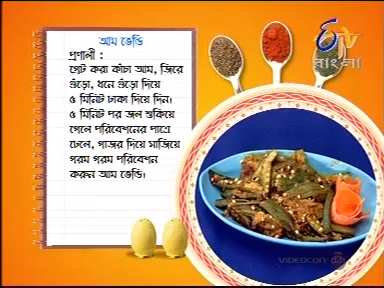 আম ভেন্ডি
প্রণালী :
গ্রেট করা কাঁচা আম, জিরে
গুঁড়ো, ধনে গুঁড়ো দিয়ে
৫ মিনিট ঢাকা দিয়ে দিন।
৫ মিনিট পর জল শুকিয়ে
গেলে পরিবেশনের পাত্রে
ঢেলে, গাজর দিয়ে সাজিয়ে
গরম গরম পরিবেশন
করুন আম ভেন্ডি।
বাংলা
VIDEOCON d2h